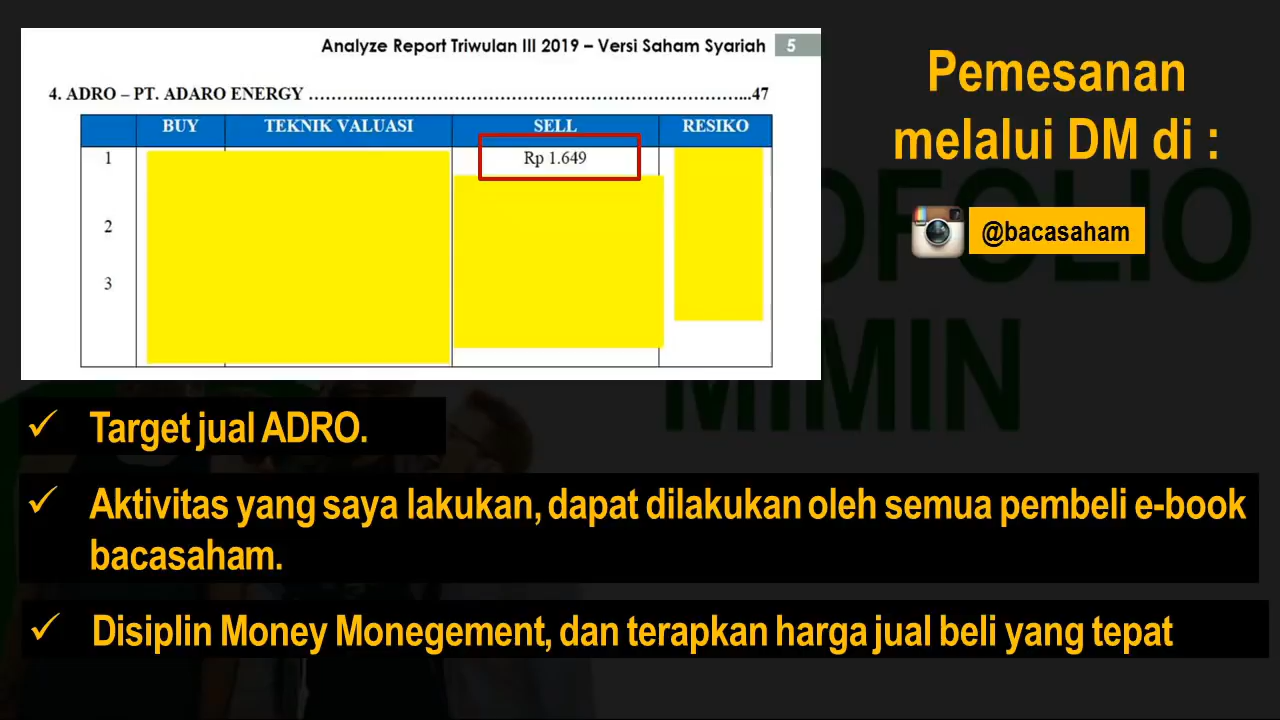 Analyze Report Triwulan III 2019 – Versi Saham Syariah 5
4. ADRO – PT. ADARO ENERGY ……………………………………………………………...47
BUY TEKNIK VALUASI SELL RESIKO
1 Rp 1.649
2
3
Pemesanan
melalui DM di :
@bacasaham
OFOLIO
MIMIN
Target jual ADRO.
Aktivitas yang saya lakukan, dapat dilakukan oleh semua pembeli e-book
bacasaham.
Disiplin Money Monegement, dan terapkan harga jual beli yang tepat